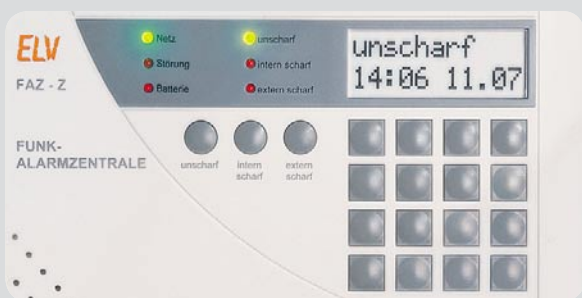 ELV
FAZ - Z
FUNK-
ALARMZENTRALE
Netz
Störung
Batterie
unscharf
intern scharf
extern scharf
unscharf
14:06 11.07
unscharf
intern
scharf
extern
scharf